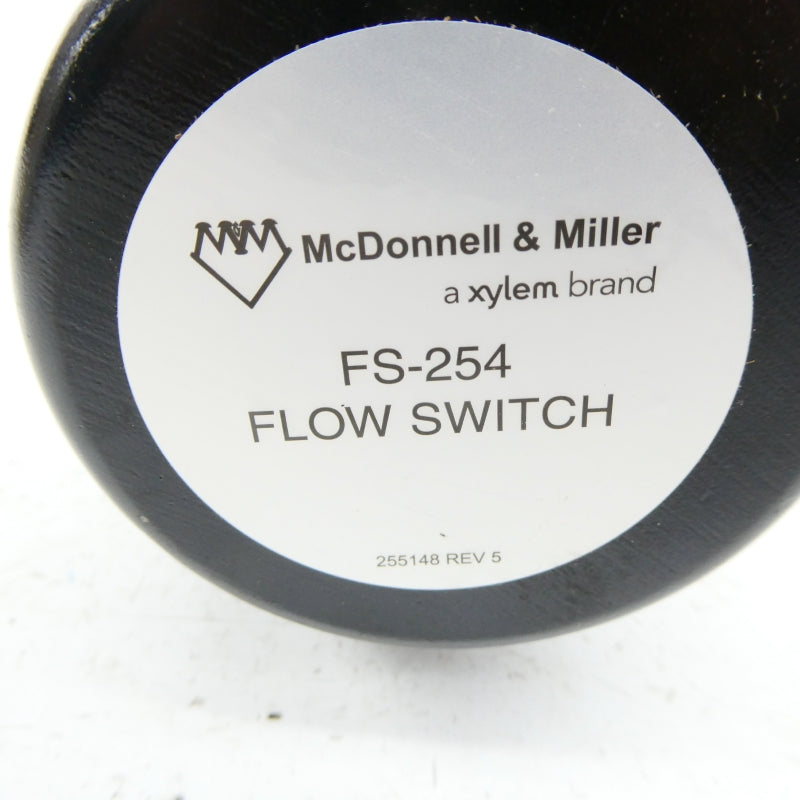 McDonnell & Miller
a xylem brand
FS-254
FLOW SWITCH
255148 REV 5